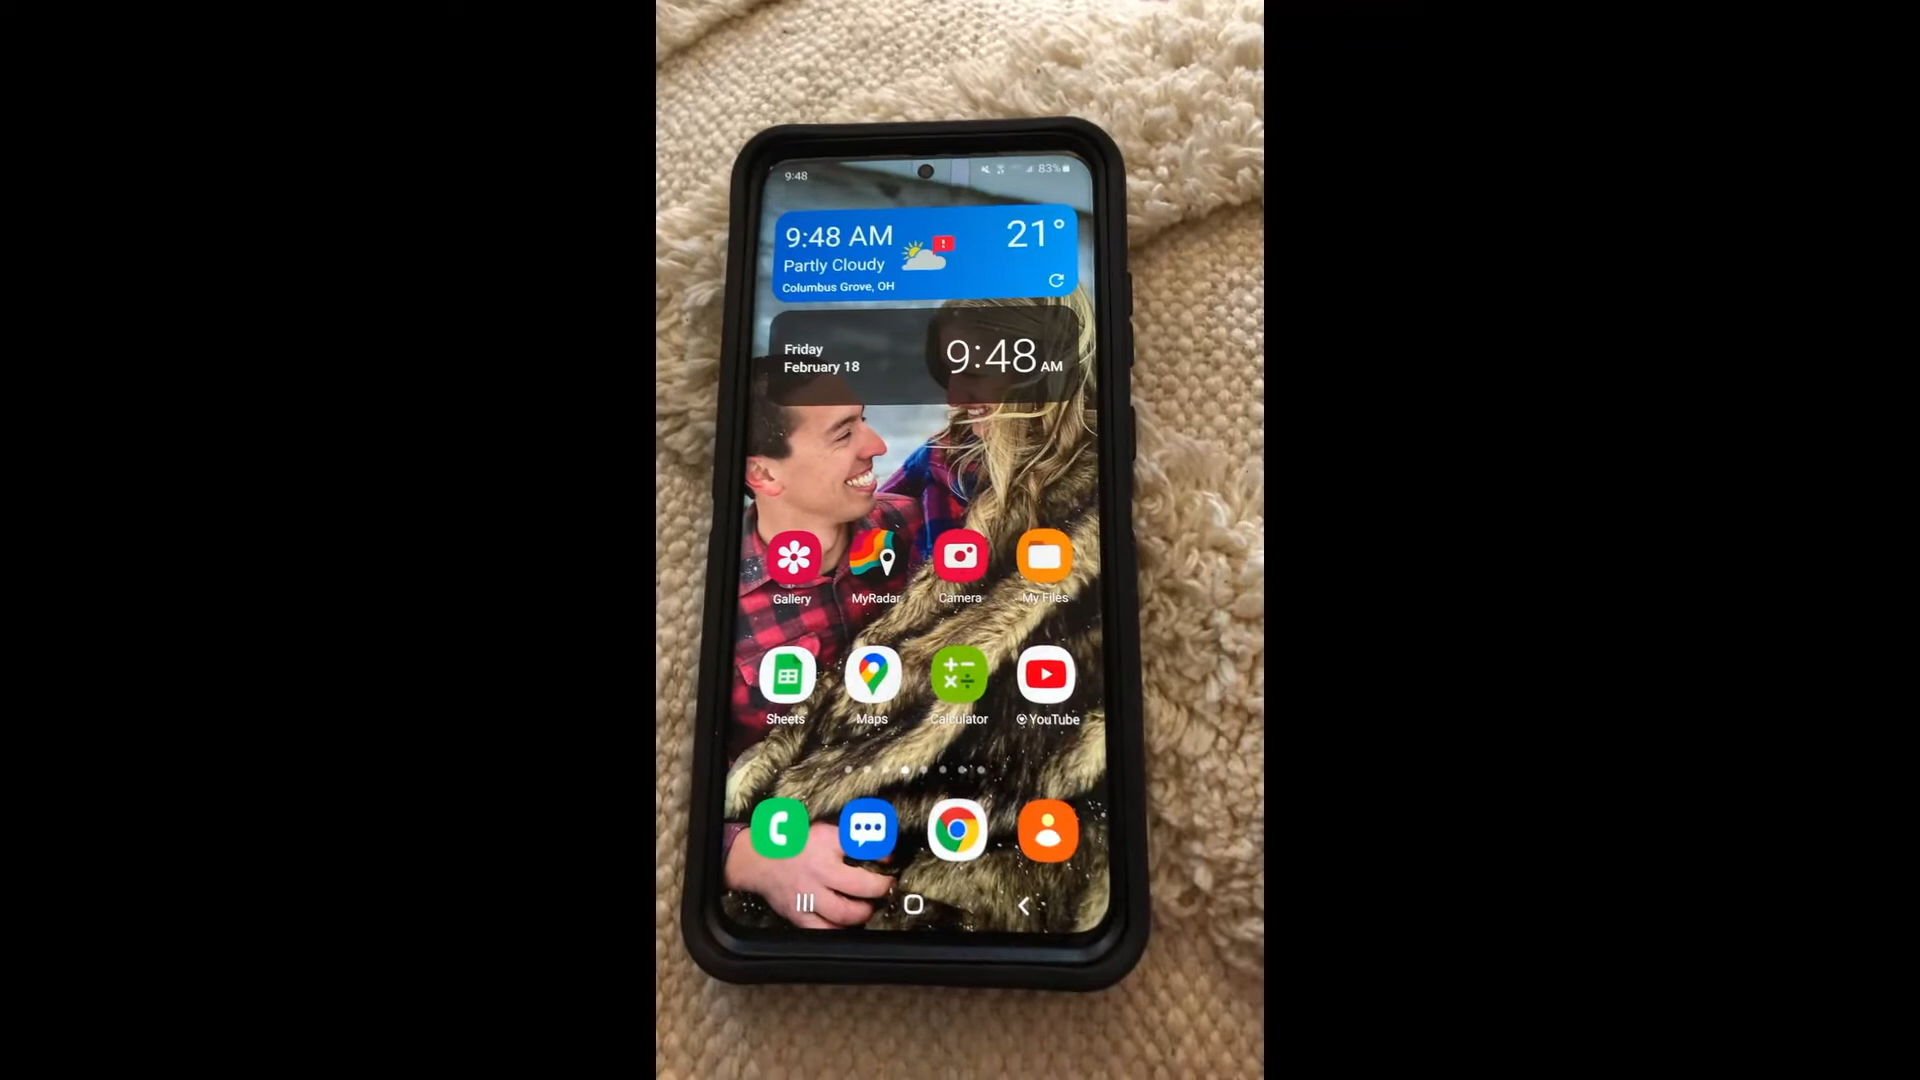 9:48
83%
9:48 AM
21°
Partly Cloudy
Columbus Grove, OH
Friday
February 18
9:48 AM
Gallery
MyRadar
Camera
My Files
Sheets
Maps
Calculator
YouTube